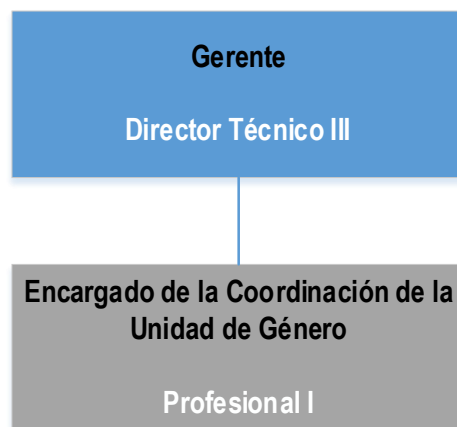 Gerente
Director Técnico III
Encargado de la Coordinación de la
Unidad de Género
Profesional I